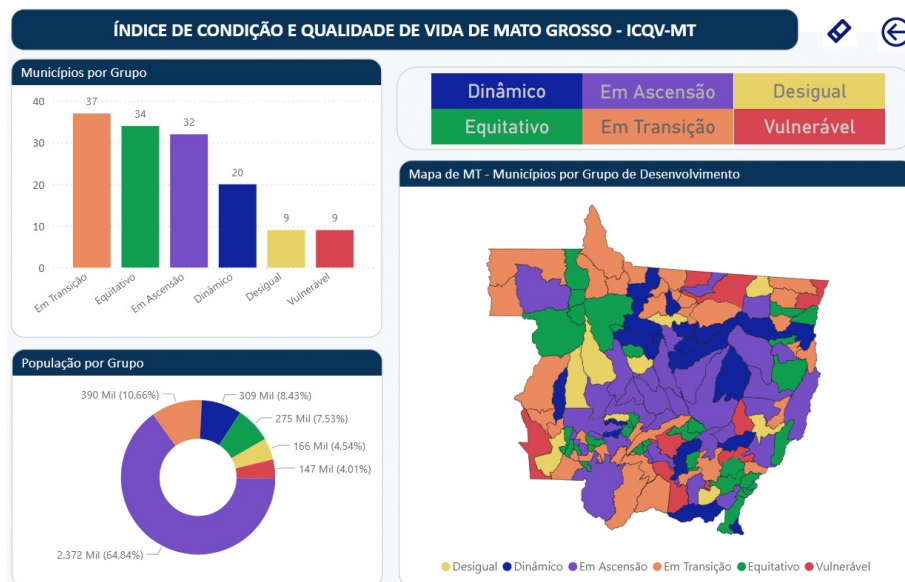 ÍNDICE DE CONDIÇÃO E QUALIDADE DE VIDA DE MATO GROSSO - ICQV-MT
Municípios por Grupo
40
30
20
10
0
37
34
32
20
9
9
Em Transição
Equitativo
Em Ascensão
Dinâmico
Desigual
Vulnerável
Dinâmico Em Ascensão Desigual
Equitativo Em Transição Vulnerável
População por Grupo
390 Mil (10.66%)
309 Mil (8.43%)
275 Mil (7,53%)
166 Mil (4,54%)
147 Mil (4.01%)
2.372 Mil (64,84%)
Mapa de MT - Municípios por Grupo de Desenvolvimento
Desigual Dinâmico Em Ascensão Em Transição Equitativo Vulnerável